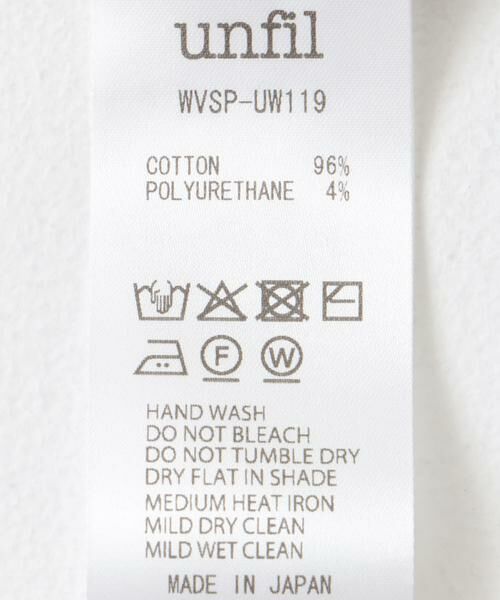 unfil
WVSP-UW119
COTTON 96%
POLYURETHANE 4%
F W
HAND WASH
DO NOT BLEACH
DO NOT TUMBLE DRY
DRY FLAT IN SHADE
MEDIUM HEAT IRON
MILD DRY CLEAN
MILD WET CLEAN
MADE IN JAPAN